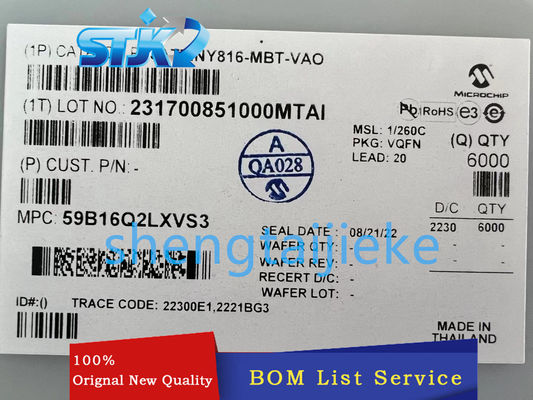 STK
(1P) CAT NY816-MBT-VAO
(1T) LOT NO.: 231700851000MTAI
MICROCHIP
Pb RoHS e3 e
MSL: 1/260C
PKG: VQFN
LEAD: 20
(Q) QTY
6000
(P) CUST. P/N: -
A
QA028
MPC: 59B16Q2LXVS3
D/C QTY
2230 6000
- -
- -
- -
SEAL DATE: 08/21/22
WAFER QTY: -
WAFER REV: -
RECERT D/C: -
WAFER LOT: -
shengtaijieke
ID#:()
TRACE CODE: 22300E1,2221BG3
MADE IN
THAILAND
100%
Orignal New Quality
BOM List Service